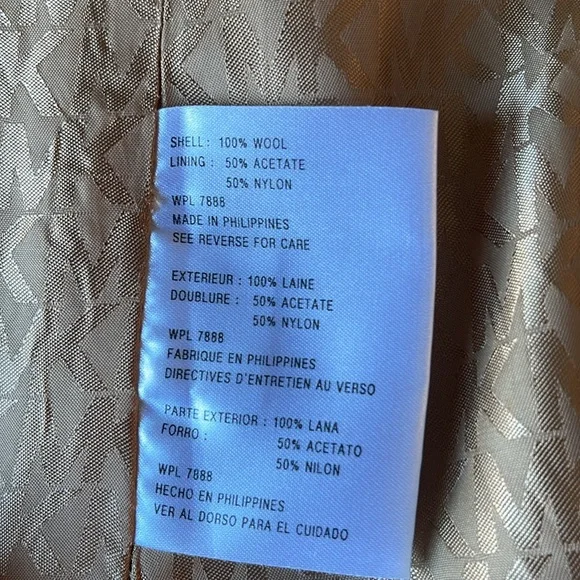 SHELL: 100% WOOL
LINING: 50% ACETATE
50% NYLON
WPL 7888
MADE IN PHILIPPINES
SEE REVERSE FOR CARE
EXTERIEUR: 100% LAINE
DOUBLURE: 50% ACETATE
50% NYLON
WPL 7888
FABRIQUE EN PHILIPPINES
DIRECTIVES D'ENTRETIEN AU VERSO
PARTE EXTERIOR: 100% LANA
FORRO: 50% ACETATO
50% NILON
WPL 7888
HECHO EN PHILIPPINES
VER AL DORSO PARA EL CUIDADO